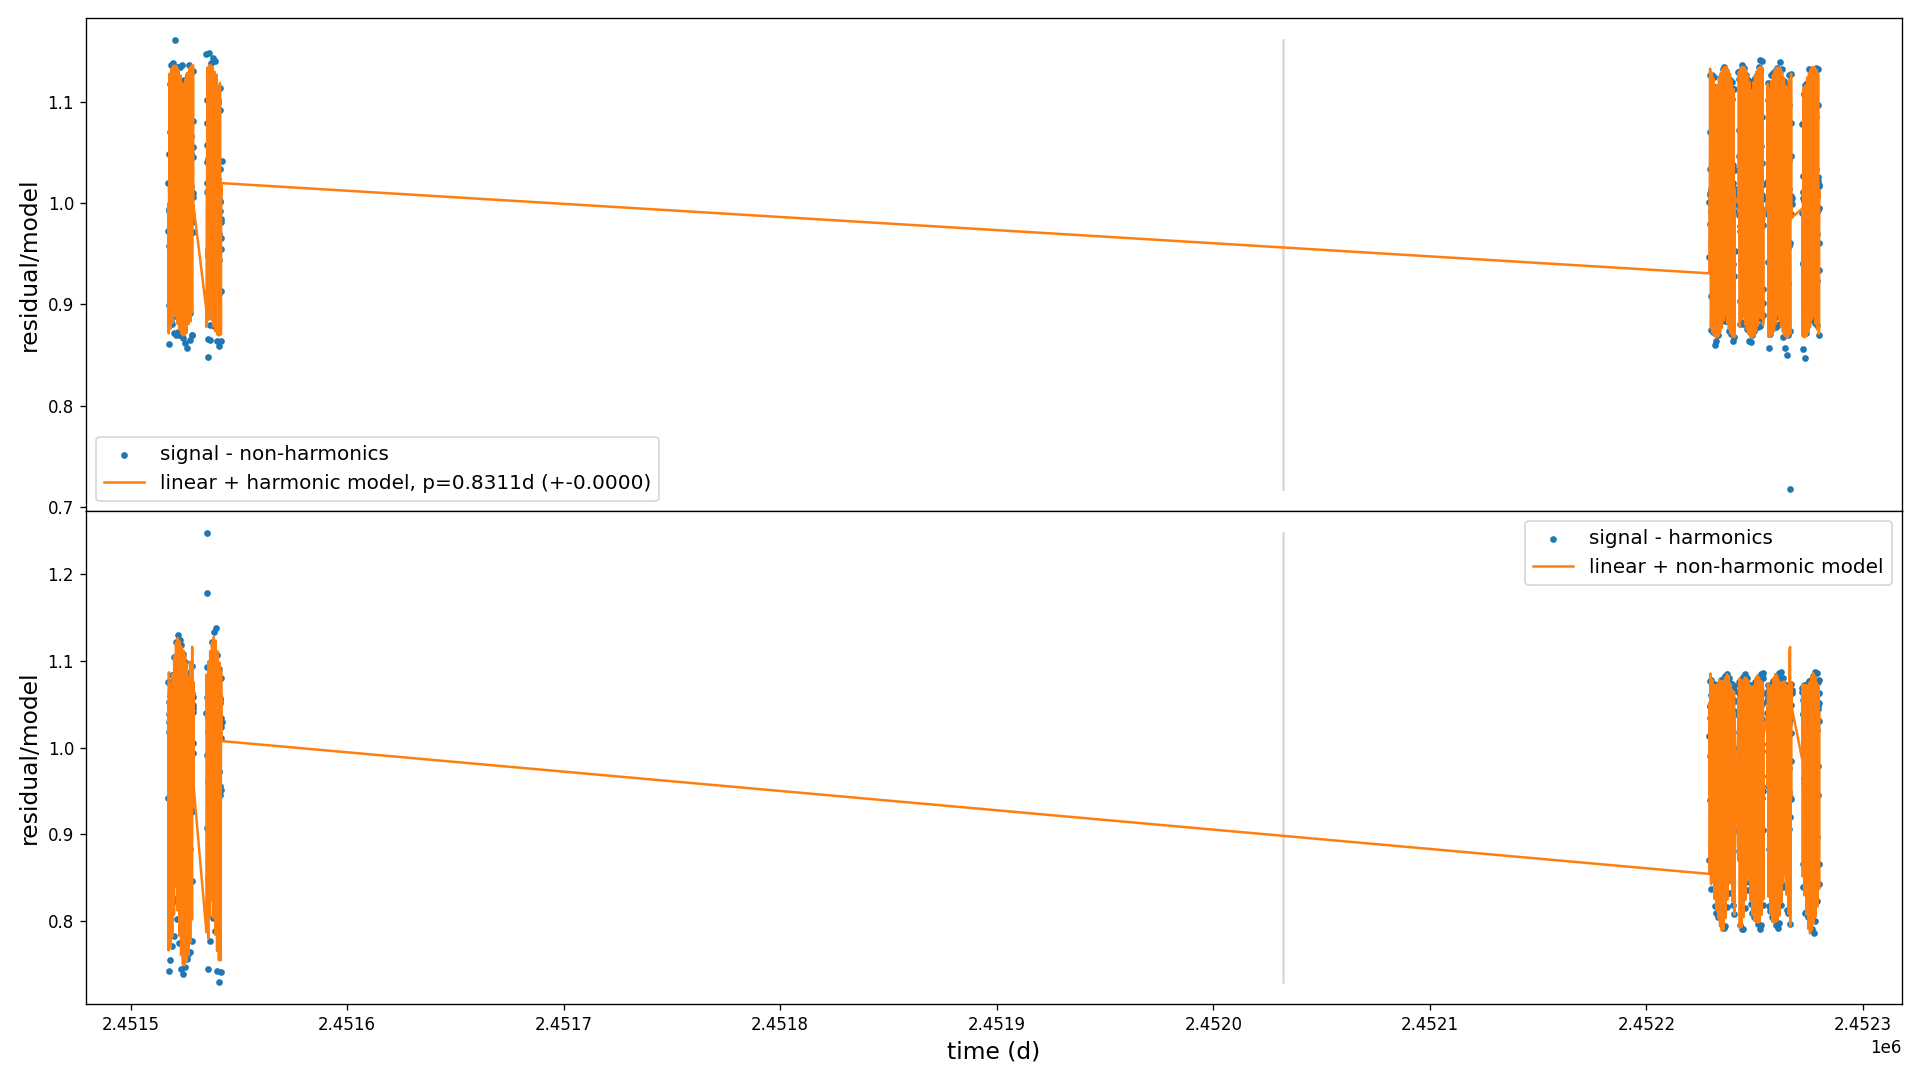 residual/model
1.1
1.0
0.9
0.8
0.7
signal - non-harmonics
linear + harmonic model, p=0.8311d (+-0.0000)
residual/model
1.2
1.1
1.0
0.9
0.8
signal - harmonics
linear + non-harmonic model
2.4515 2.4516 2.4517 2.4518 2.4519 2.4520 2.4521 2.4522 2.4523
time (d)
1e6